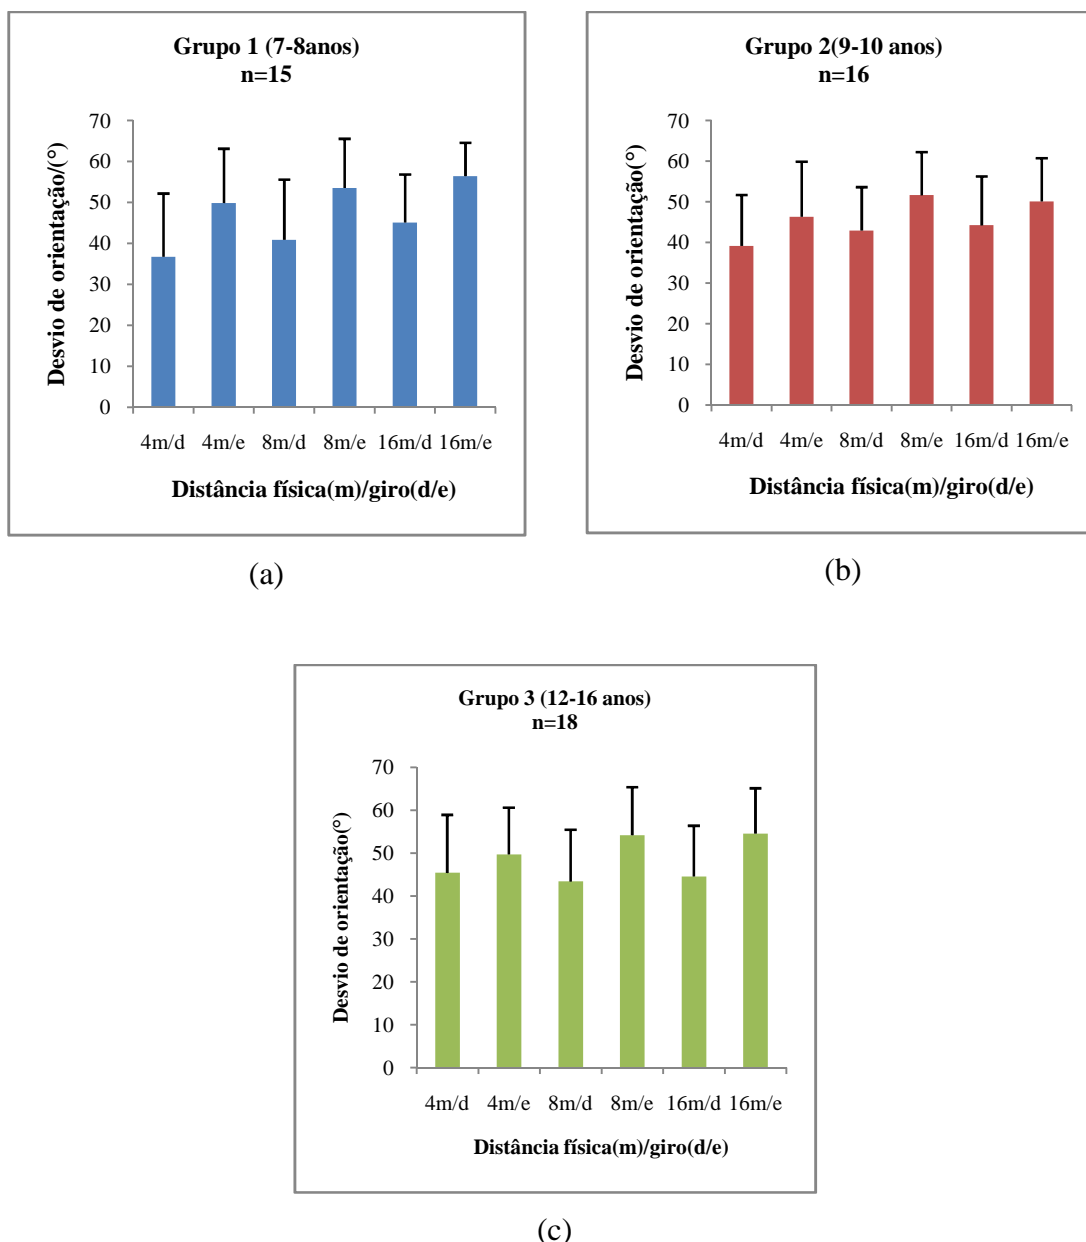 Grupo 1 (7-8anos)
n=15
Desvio de orientação/(°)
70
60
50
40
30
20
10
0
4m/d 4m/e 8m/d 8m/e 16m/d 16m/e
Distância física(m)/giro(d/e)
(a)
Grupo 2(9-10 anos)
n=16
Desvio de orientação(°)
70
60
50
40
30
20
10
0
4m/d 4m/e 8m/d 8m/e 16m/d 16m/e
Distância física(m)/giro(d/e)
(b)
Grupo 3 (12-16 anos)
n=18
Desvio de orientação(°)
70
60
50
40
30
20
10
0
4m/d 4m/e 8m/d 8m/e 16m/d 16m/e
Distância física(m)/giro(d/e)
(c)